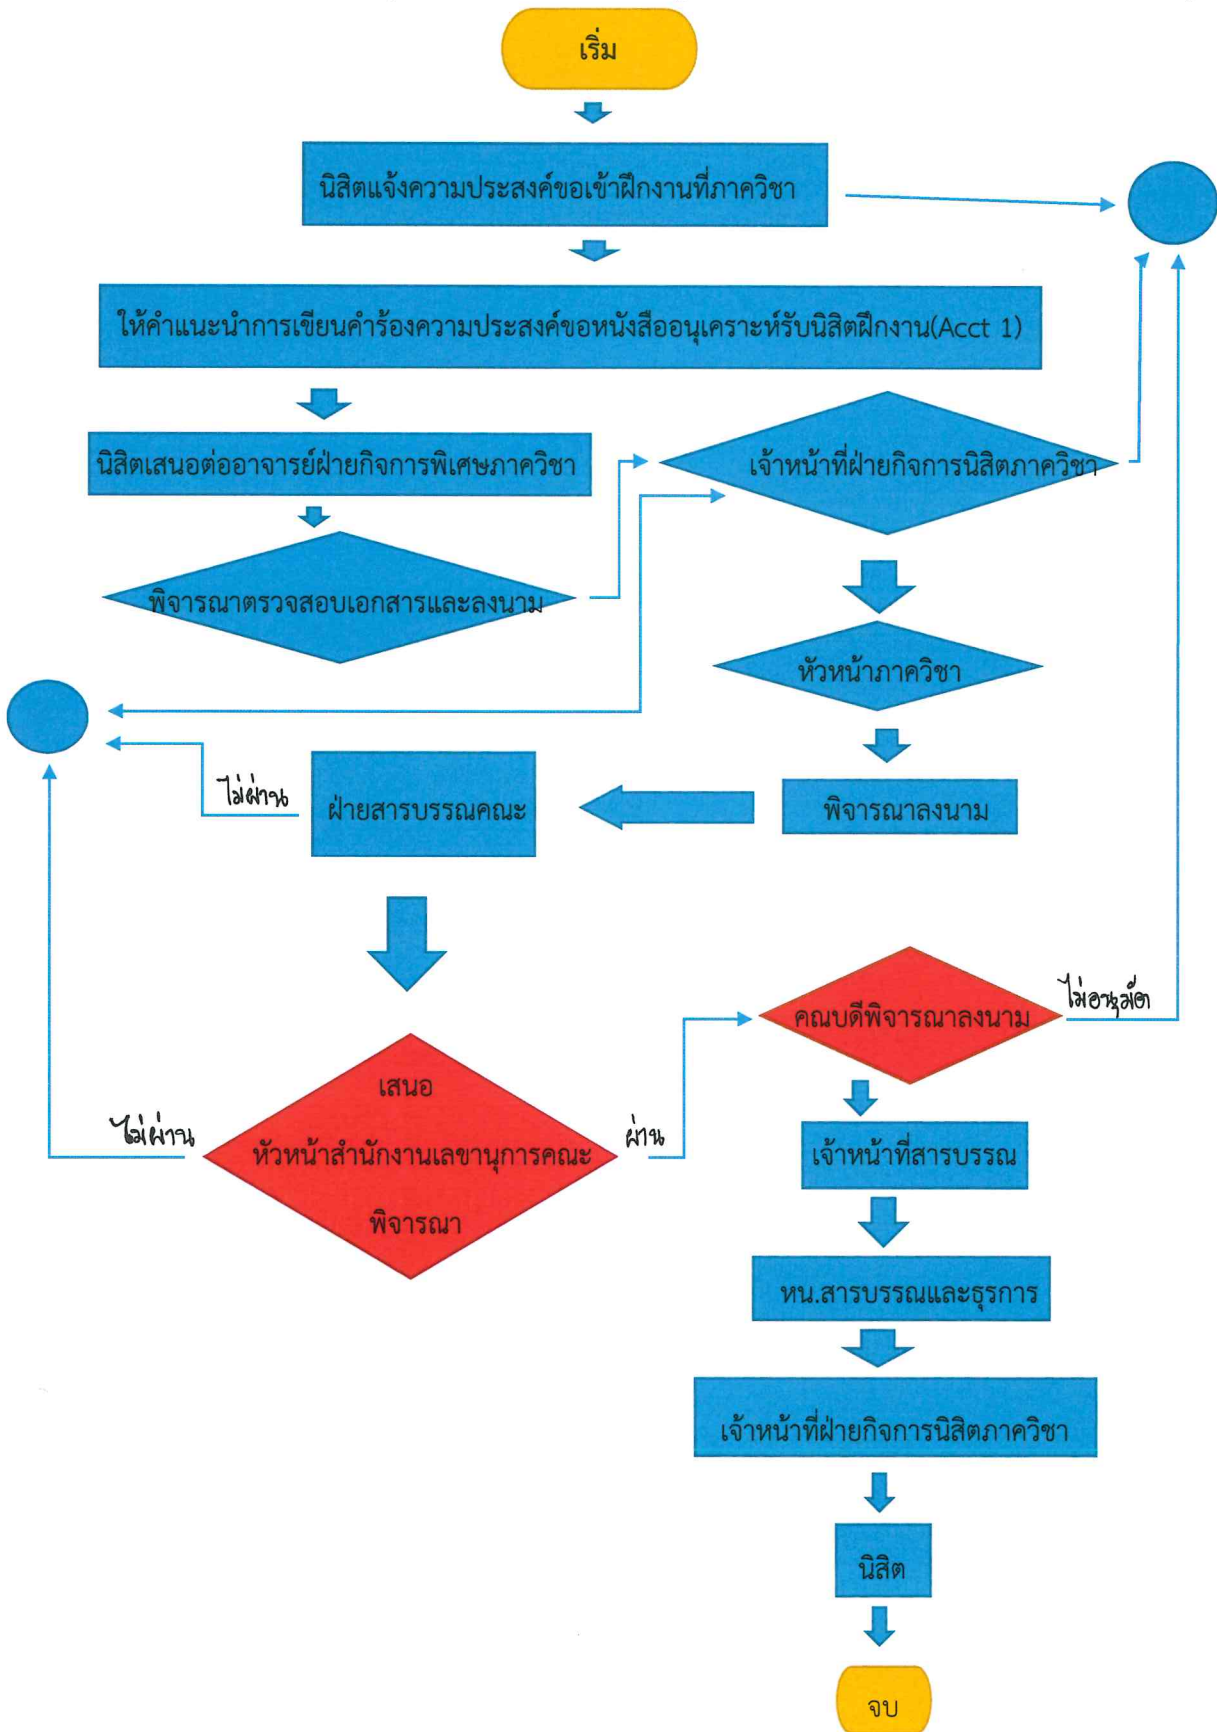 เริ่ม
นิสิตแจ้งความประสงค์ขอเข้าฝึกงานที่ภาควิชา
ให้คำแนะนำการเขียนคำร้องความประสงค์ขอหนังสืออนุเคราะห์รับนิสิตฝึกงาน(Acct 1)
นิสิตเสนอต่ออาจารย์ฝ่ายกิจการพิเศษภาควิชา
เจ้าหน้าที่ฝ่ายกิจการนิสิตภาควิชา
พิจารณาตรวจสอบเอกสารและลงนาม
หัวหน้าภาควิชา
ไม่ผ่าน
ฝ่ายสารบรรณคณะ
พิจารณาลงนาม
คณบดีพิจารณาลงนาม
ไม่อนุมัติ
เสนอ
หัวหน้าสำนักงานเลขานุการคณะ
พิจารณา
ไม่ผ่าน
ผ่าน
เจ้าหน้าที่สารบรรณ
หน.สารบรรณและธุรการ
เจ้าหน้าที่ฝ่ายกิจการนิสิตภาควิชา
นิสิต
จบ